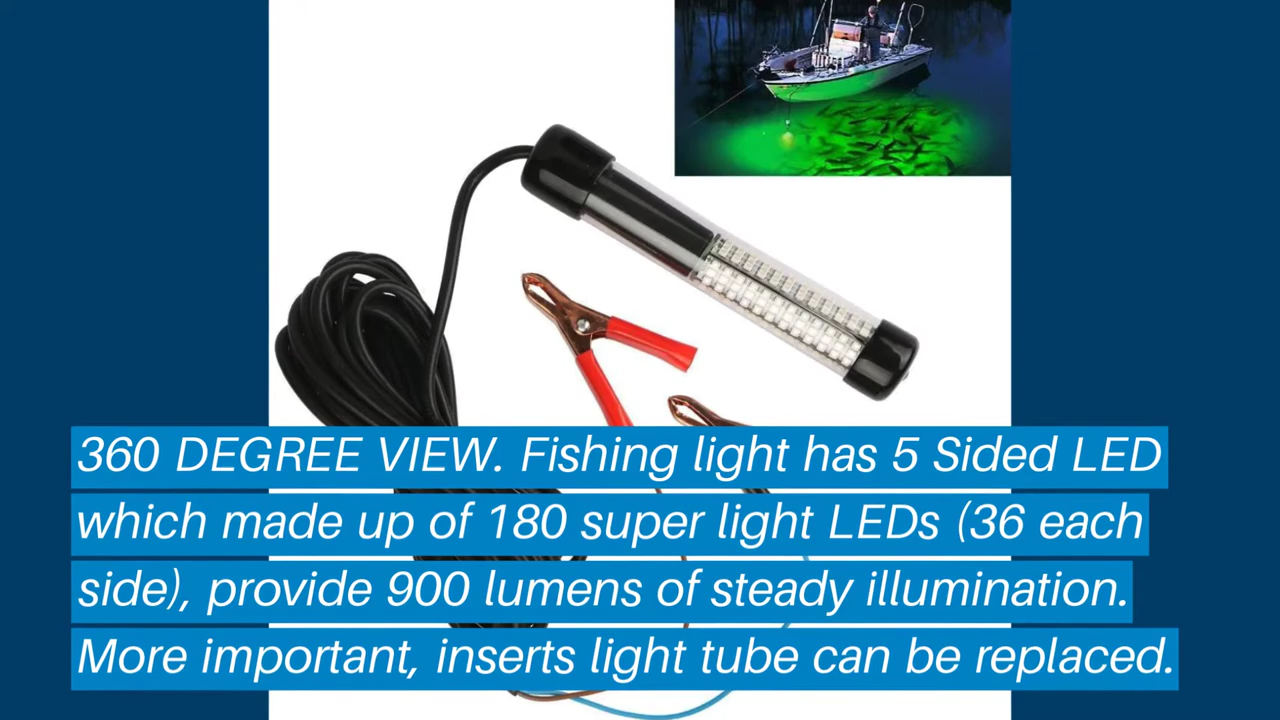 360 DEGREE VIEW. Fishing light has 5 Sided LED
which made up of 180 super light LEDs (36 each
side), provide 900 lumens of steady illumination.
More important, inserts light tube can be replaced.